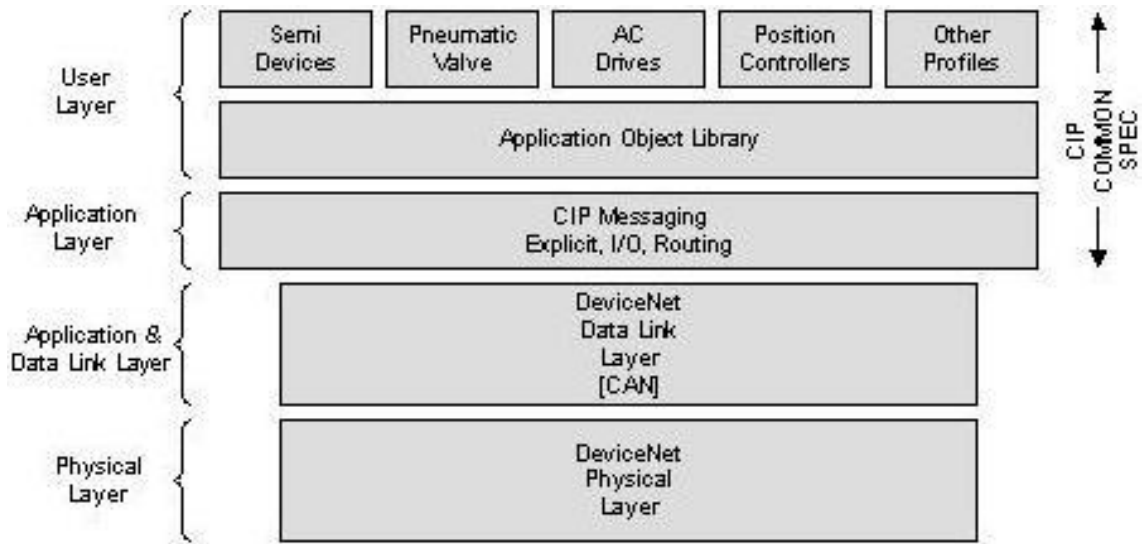 Semi
Devices
Pneumatic
Valve
AC
Drives
Position
Controllers
Other
Profiles
User
Layer
Application Object Library
CIP
COMMON
SPEC
Application
Layer
CIP Messaging
Explicit, I/O, Routing
Application &
Data Link Layer
DeviceNet
Data Link
Layer
[CAN]
Physical
Layer
DeviceNet
Physical
Layer